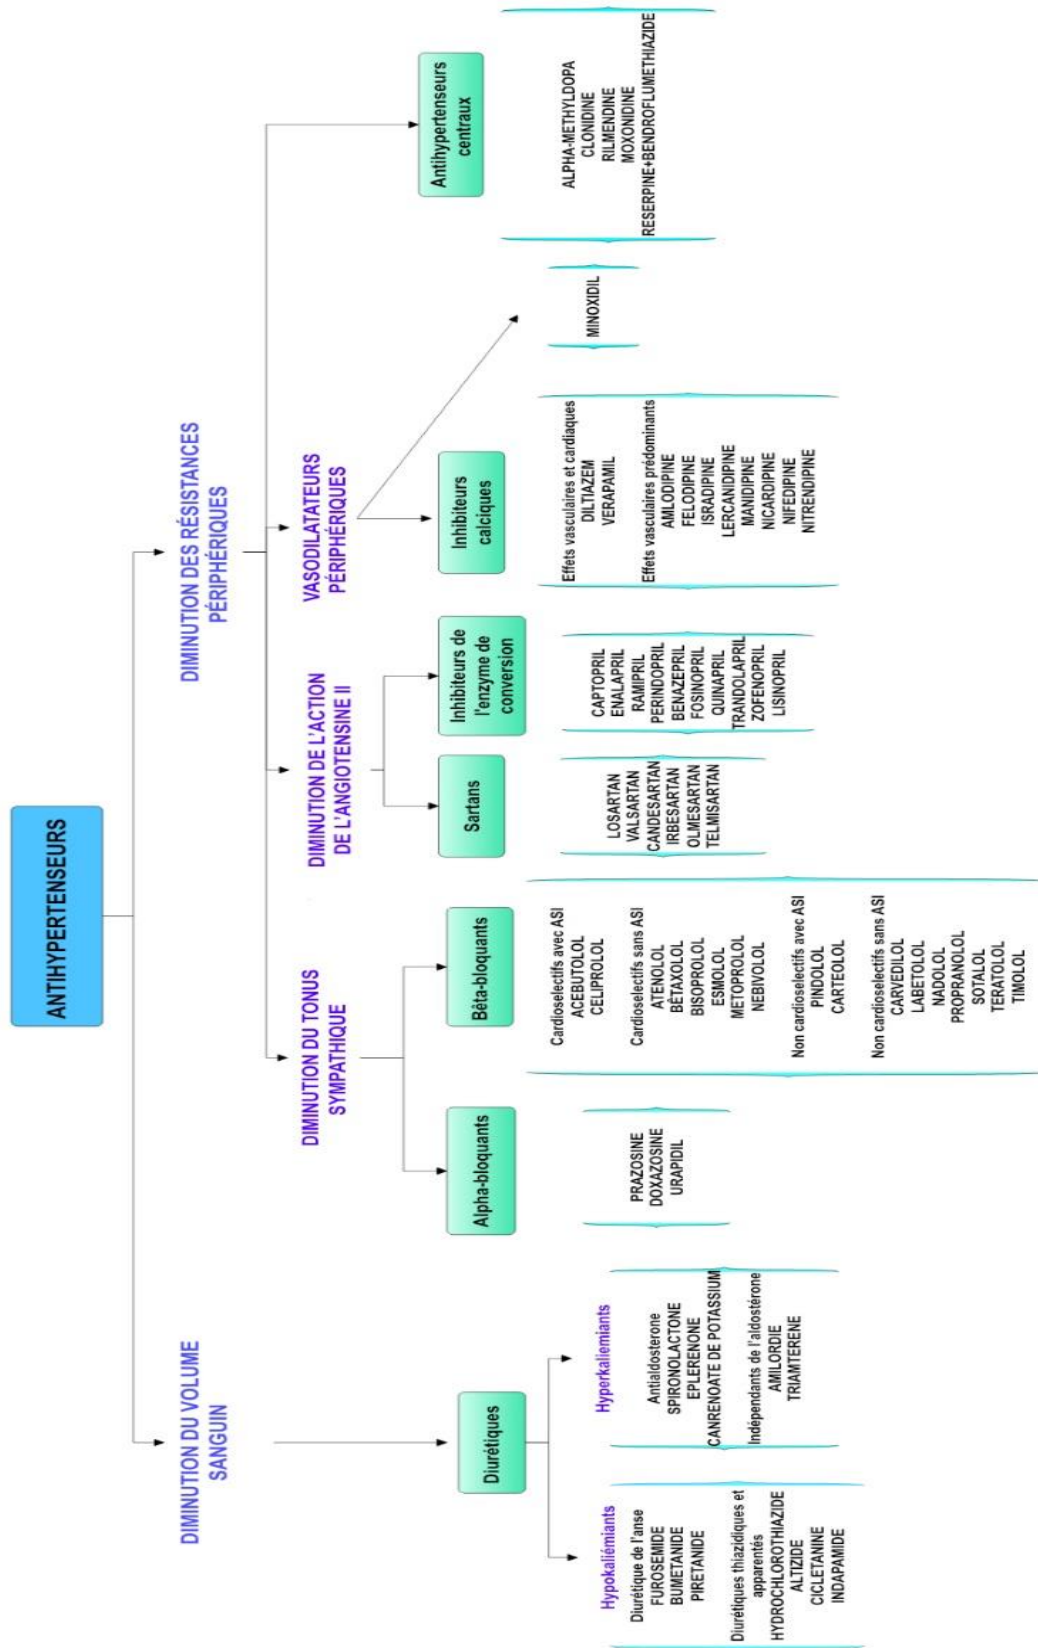 ANTIHYPERTENSEURS
DIMINUTION DU VOLUME
SANGUIN
DIMINUTION DES RÉSISTANCES
PÉRIPHÉRIQUES
DIMINUTION DU TONUS
SYMPATHIQUE
DIMINUTION DE L'ACTION
DE L'ANGIOTENSINE II
VASODILATATEURS
PÉRIPHÉRIQUES
Diurétiques
Alpha-bloquants
Bêta-bloquants
Sartans
Inhibiteurs de
l'enzyme de
conversion
Inhibiteurs
calciques
Antihypertenseurs
centraux
Hypokaliémiants
Diurétique de l'anse
FUROSEMIDE
BUMETANIDE
PIRETANIDE
Diurétiques thiazidiques et
apparentés
HYDROCHLOROTHIAZIDE
ALTIZIDE
CICLETANINE
INDAPAMIDE
Hyperkaliemiants
Antialdosterone
SPIRONOLACTONE
EPLERENONE
CANRENOATE DE POTASSIUM
Indépendants de l'aldostérone
AMILORDIE
TRIAMTERENE
PRAZOSINE
DOXAZOSINE
URAPIDIL
Cardioselectifs avec ASI
ACEBUTOLOL
CELIPROLOL
Cardioselectifs sans ASI
ATENOLOL
BÊTAXOLOL
BISOPROLOL
ESMOLOL
METOPROLOL
NEBIVOLOL
Non cardioselectifs avec ASI
PINDOLOL
CARTEOLOL
Non cardioselectifs sans ASI
CARVEDILOL
LABETOLOL
NADOLOL
PROPRANOLOL
SOTALOL
TERATOLOL
TIMOLOL
LOSARTAN
VALSARTAN
CANDESARTAN
IRBESARTAN
OLMESARTAN
TELMISARTAN
CAPTOPRIL
ENALAPRIL
RAMIPRIL
PERINDOPRIL
BENAZEPRIL
FOSINOPRIL
QUINAPRIL
TRANDOLAPRIL
ZOFENOPRIL
LISINOPRIL
Effets vasculaires et cardiaques
DILTIAZEM
VERAPAMIL
Effets vasculaires prédominants
AMLODIPINE
FELODIPINE
ISRADIPINE
LERCANIDIPINE
MANIDIPINE
NICARDIPINE
NIFEDIPINE
NITRENDIPINE
MINOXIDIL
ALPHA-METHYLDOPA
CLONIDINE
RILMENDINE
MOXONIDINE
RESERPINE+BENDROFLUMETHIAZIDE